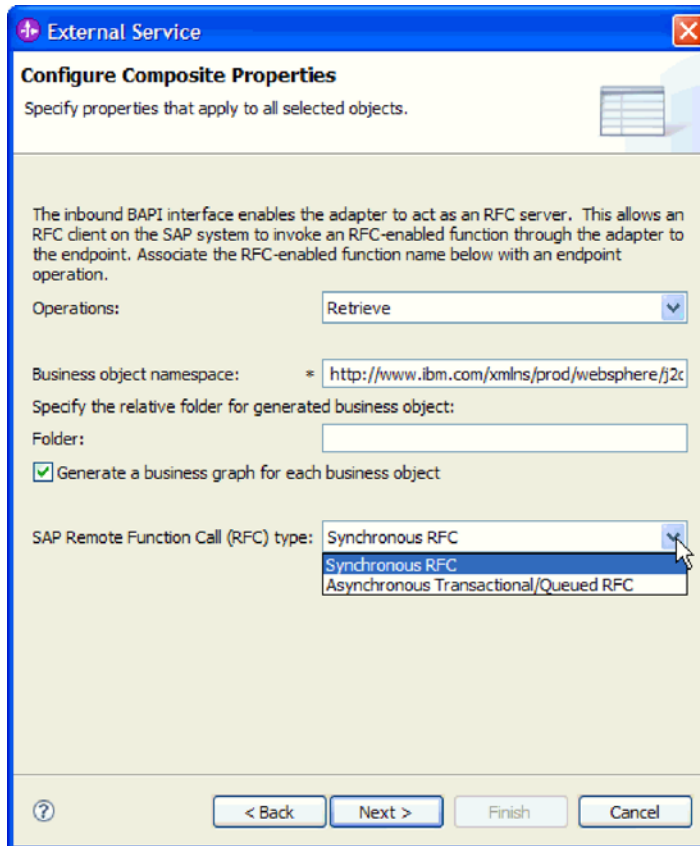 External Service
Configure Composite Properties
Specify properties that apply to all selected objects.
The inbound BAPI interface enables the adapter to act as an RFC server. This allows an
RFC client on the SAP system to invoke an RFC-enabled function through the adapter to
the endpoint. Associate the RFC-enabled function name below with an endpoint
operation.
Operations: Retrieve
Business object namespace: * http://www.ibm.com/xmlns/prod/websphere/j2c
Specify the relative folder for generated business object:
Folder:
Generate a business graph for each business object
SAP Remote Function Call (RFC) type: Synchronous RFC
Synchronous RFC
Asynchronous Transactional/Queued RFC
? < Back Next > Finish Cancel